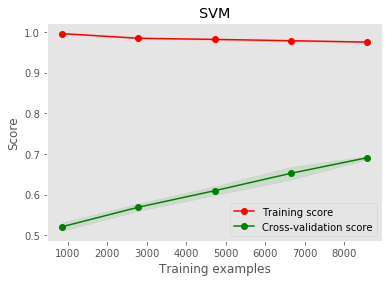 SVM
1.0
0.9
0.8
0.7
0.6
0.5
Score
1000 2000 3000 4000 5000 6000 7000 8000
Training examples
Training score
Cross-validation score